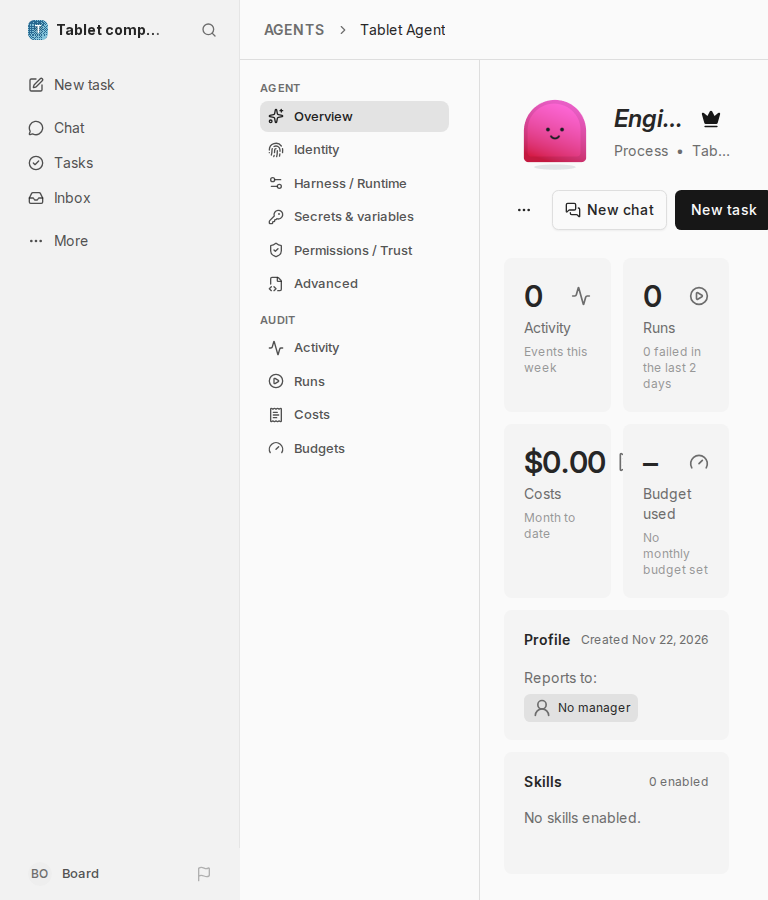 Tablet comp...
New task
Chat
Tasks
Inbox
More
BO Board
AGENTS > Tablet Agent
AGENT
Overview
Identity
Harness / Runtime
Secrets & variables
Permissions / Trust
Advanced
AUDIT
Activity
Runs
Costs
Budgets
Engi...
Process • Tab...
New chat
New task
0
Activity
Events this
week
0
Runs
0 failed in
the last 2
days
$0.00
Costs
Month to
date
–
Budget
used
No
monthly
budget set
Profile Created Nov 22, 2026
Reports to:
No manager
Skills 0 enabled
No skills enabled.